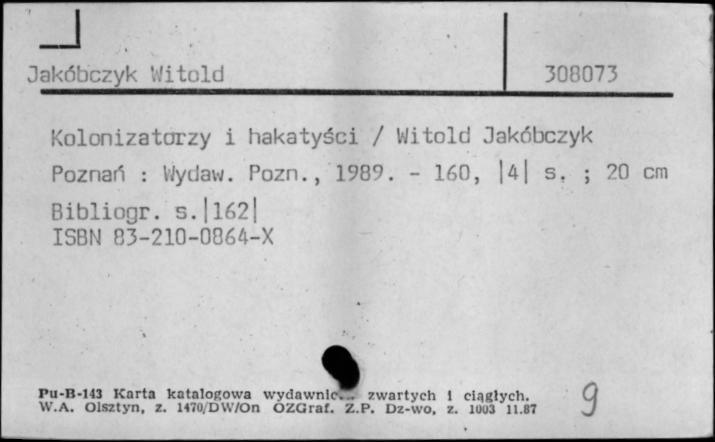 Jakóbczyk Witold 308073
Kolonizatorzy i hakatyści / Witold Jakóbczyk
Poznań : Wydaw. Pozn., 1989. - 160, |4| s. ; 20 cm
Bibliogr. s.|162|
ISBN 83-210-0864-X
Pu-B-143 Karta katalogowa zwartych i ciągłych.
W.A. Olsztyn, z. 1470/DW/On OZGraf. Z.P. Dz-wo, z. 1003 11.87
9